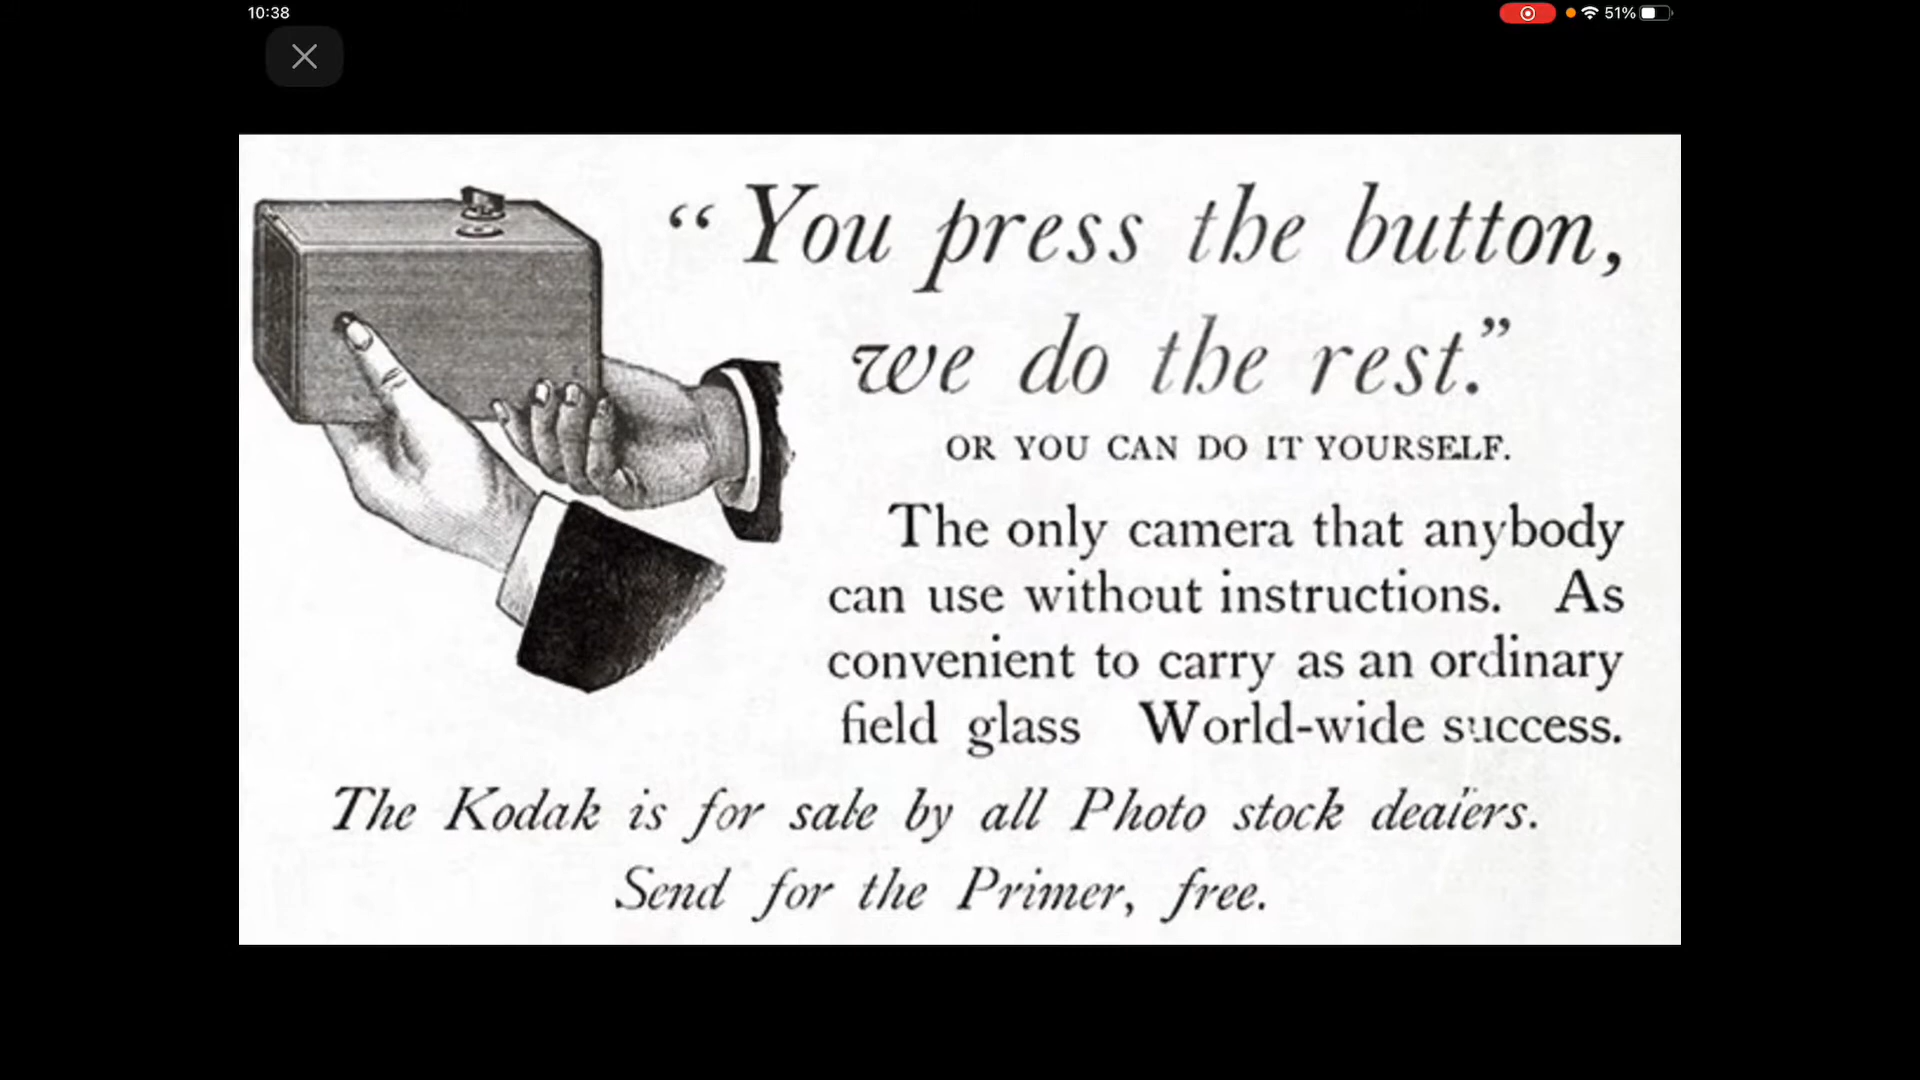 10:38
51%
“You press the button,
we do the rest.”
OR YOU CAN DO IT YOURSELF.
The only camera that anybody
can use without instructions. As
convenient to carry as an ordinary
field glass World-wide success.
The Kodak is for sale by all Photo stock dealers.
Send for the Primer, free.